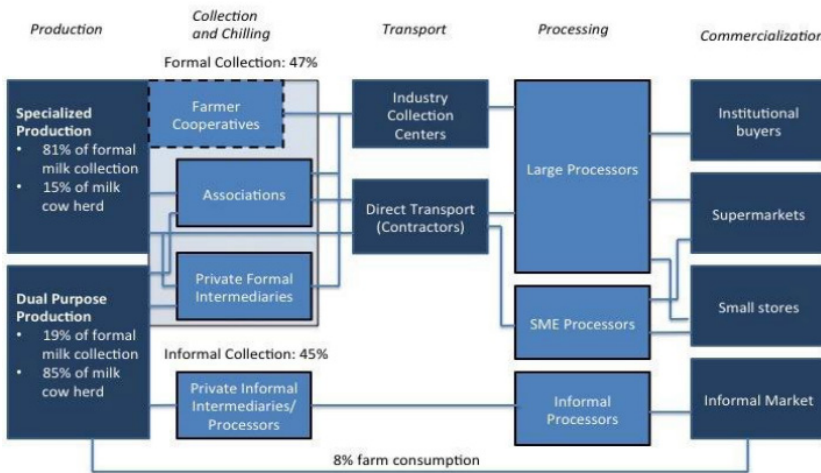 Production
Collection
and Chilling
Transport
Processing
Commercialization
Formal Collection: 47%
Specialized
Production
• 81% of formal
milk collection
• 15% of milk
cow herd
Farmer
Cooperatives
Associations
Private Formal
Intermediaries
Industry
Collection
Centers
Direct Transport
(Contractors)
Large Processors
SME Processors
Institutional
buyers
Supermarkets
Small stores
Dual Purpose
Production
• 19% of formal
milk collection
• 85% of milk
cow herd
Informal Collection: 45%
Private Informal
Intermediaries/
Processors
Informal
Processors
Informal Market
8% farm consumption